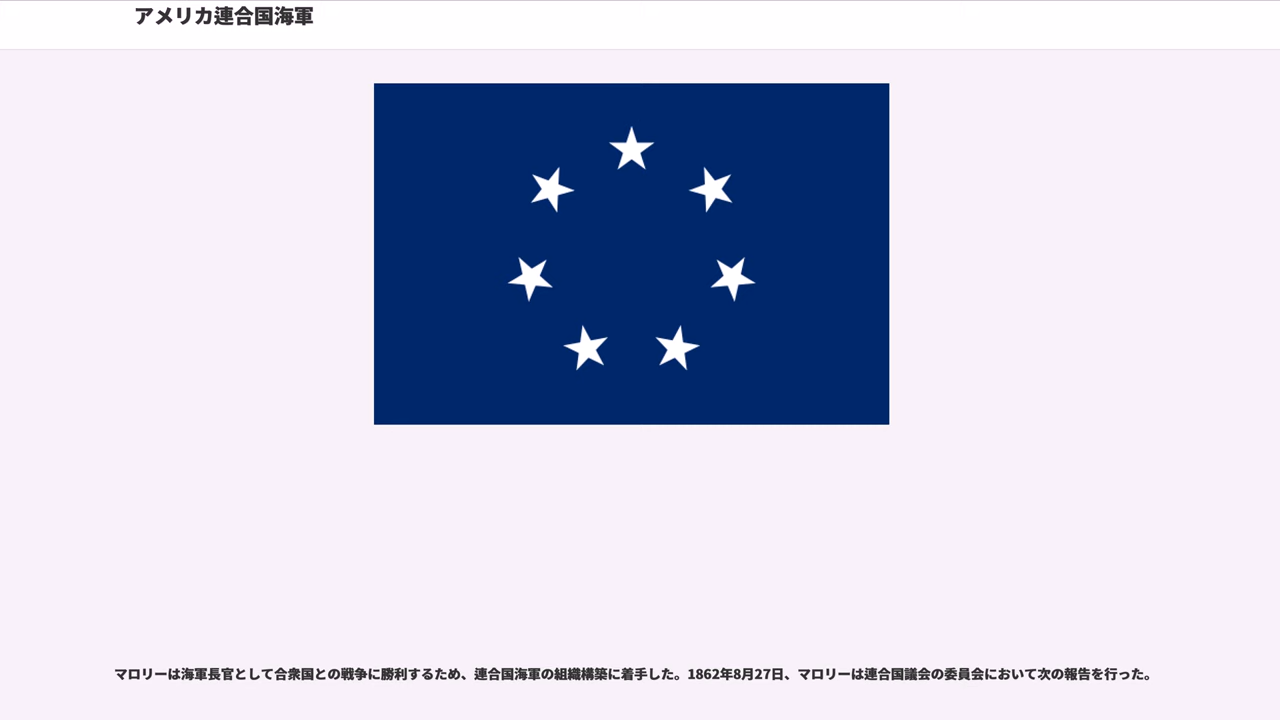 アメリカ連合国海軍
マロリーは海軍長官として合衆国との戦争に勝利するため、連合国海軍の組織構築に着手した。1862年8月27日、マロリーは連合国議会の委員会において次の報告を行った。